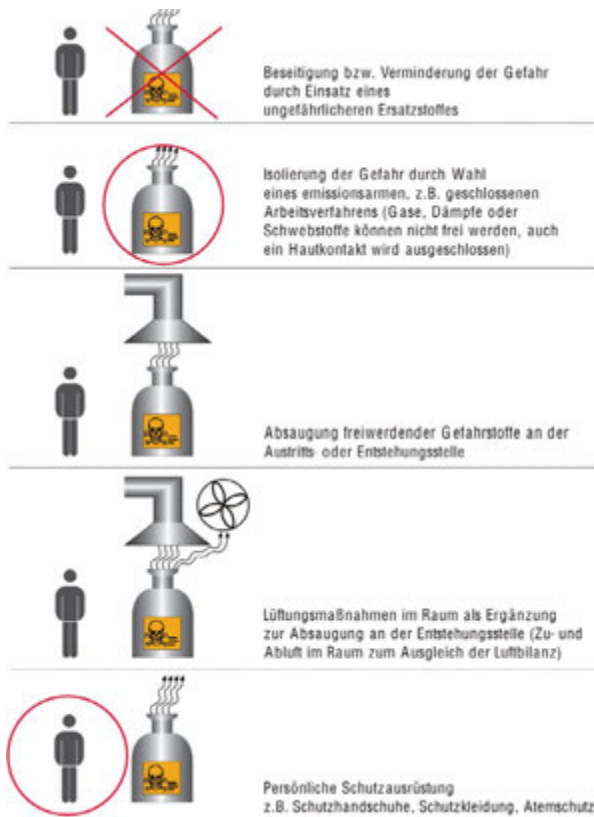 Beseitigung bzw. Verminderung der Gefahr
durch Einsatz eines
ungefährlicheren Ersatzstoffes
Isolierung der Gefahr durch Wahl
eines emissionsarmen, z.B. geschlossenen
Arbeitsverfahrens (Gase, Dämpfe oder
Schwebstoffe können nicht frei werden, auch
ein Hautkontakt wird ausgeschlossen)
Absaugung freiwerdender Gefahrstoffe an der
Austritts- oder Entstehungsstelle
Lüftungsmaßnahmen im Raum als Ergänzung
zur Absaugung an der Entstehungsstelle (Zu- und
Abluft im Raum zum Ausgleich der Luftbilanz)
Persönliche Schutzausrüstung
z.B. Schutzhandschuhe, Schutzkleidung, Atemschutz